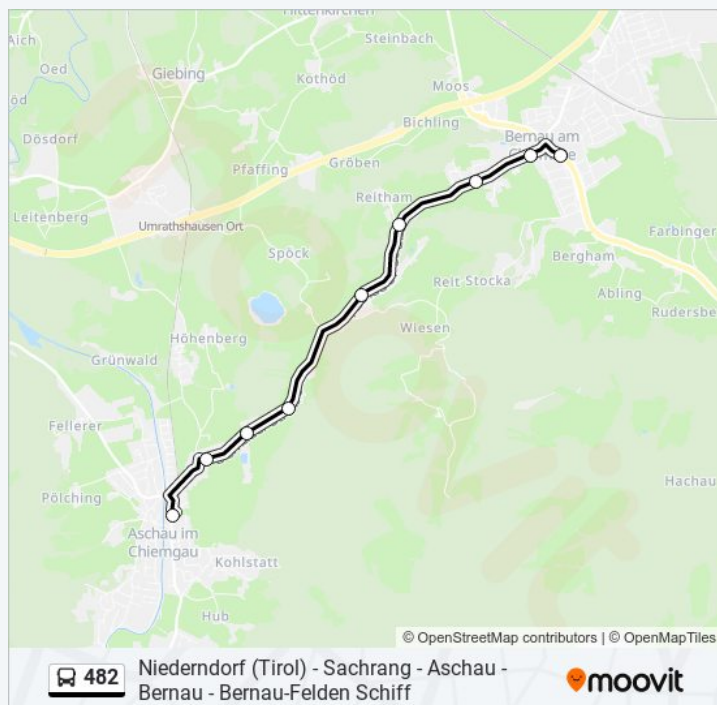 Hittenkirchen
Aich
Steinbach
Oed
Giebing
Kothöd
Moos
öd
Bichling
Dösdorf
Bernau am
Gröben
Pfaffing
Reitham
Leitenberg
Umrathshausen Ort
Farbinger
Spöck
Bergham
Reit
Stocka
Abling
Rudersbe
Wiesen
Höhenberg
Grünwald
Fellerer
Hachau
Pölching
Aschau im
Chiemgau
Kohlstatt
Hub
© OpenStreetMap contributors | © OpenMapTiles
482
Niederndorf (Tirol) - Sachrang - Aschau -
Bernau - Bernau-Felden Schiff
moovit